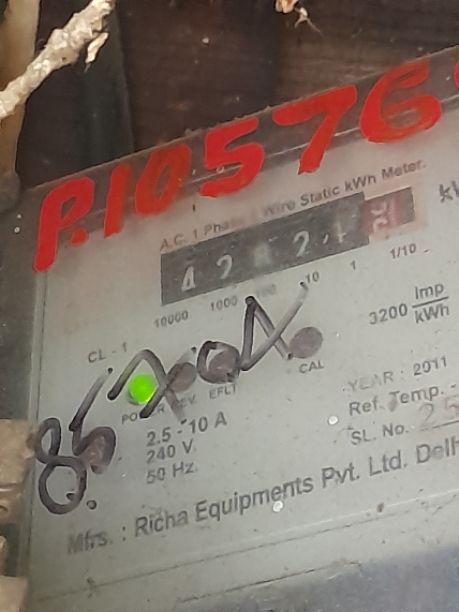 P.10576
A.C. 1 Phase 2 Wire Static kWh Meter.
4 2
10000 1000 100 10 1 1/10
3200 Imp/kWh
CL - 1
CAL
POWER REV. EFLT
YEAR : 2011
2.5 - 10 A
Ref. Temp. -
240 V.
SL. No. 25
50 Hz.
Mfrs. : Richa Equipments Pvt. Ltd. Delh